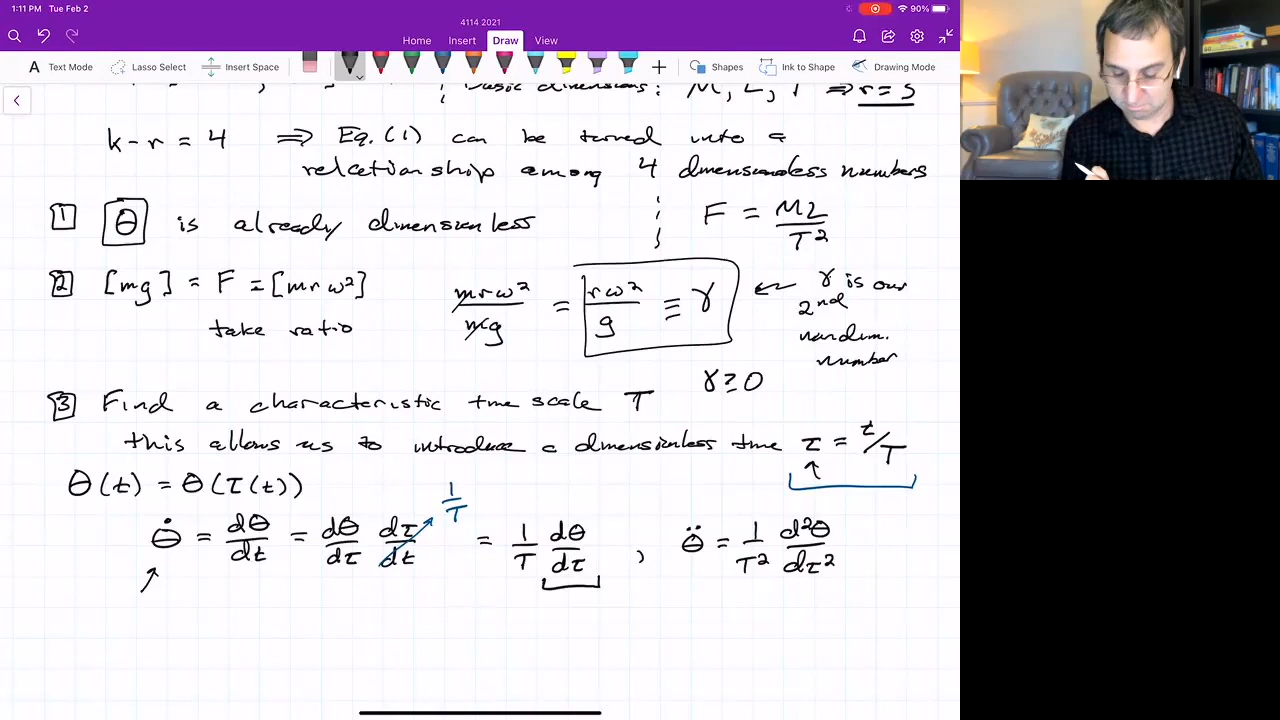 1:11 PM Tue Feb 2
90%
4114 2021
Home Insert Draw View
Text Mode Lasso Select Insert Space Shapes Ink to Shape Drawing Mode
basic dimensions: M, L, T ⇒ r = 3
k - r = 4 ⇒ Eq. (1) can be turned into a
relationship among 4 dimensionless numbers
1 θ is already dimensionless
F = ML/T²
2 [mg] = F = [mrω²]
take ratio
mrω²/mg = rω²/g ≡ γ
← γ is our
2nd
nondim.
number
γ ≥ 0
3 Find a characteristic time scale T
this allows us to introduce a dimensionless time τ = t/T
θ(t) = θ(τ(t))
θ̇ = dθ/dt = dθ/dτ dτ/dt 1/T = 1/T dθ/dτ , θ̈ = 1/T² d²θ/dτ²